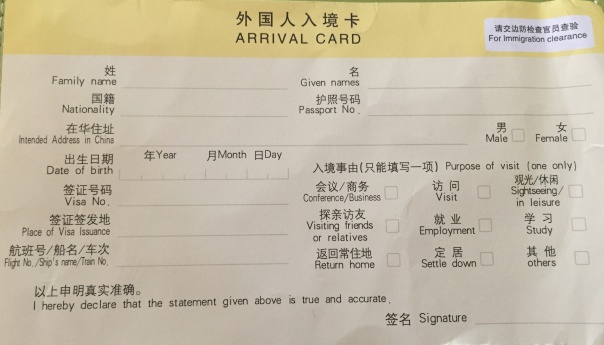 外国人入境卡
ARRIVAL CARD
请交边防检查官员查验
For Immigration clearance
姓 名
Family name Given names
国籍 护照号码
Nationality Passport No.
在华住址 男 女
Intended Address in China Male Female
出生日期 年Year 月Month 日Day
Date of birth
入境事由(只能填写一项) Purpose of visit (one only)
签证号码
Visa No.
会议/商务 访问 观光/休闲
Conference/Business Visit Sightseeing/
in leisure
签证签发地
Place of Visa Issuance
探亲访友 就业 学习
Visiting friends Employment Study
or relatives
航班号/船名/车次
Flight No./Ship's name/Train No.
返回常住地 定居 其他
Return home Settle down others
以上申明真实准确。
I hereby declare that the statement given above is true and accurate.
签名 Signature